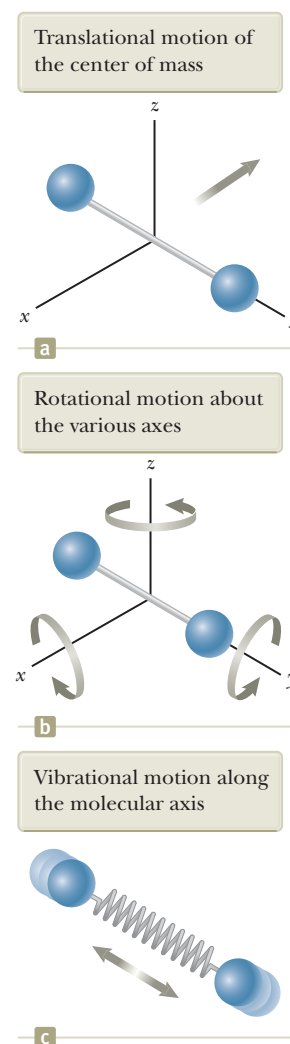 Translational motion of
the center of mass
z
x
a
Rotational motion about
the various axes
z
x
b
Vibrational motion along
the molecular axis
c